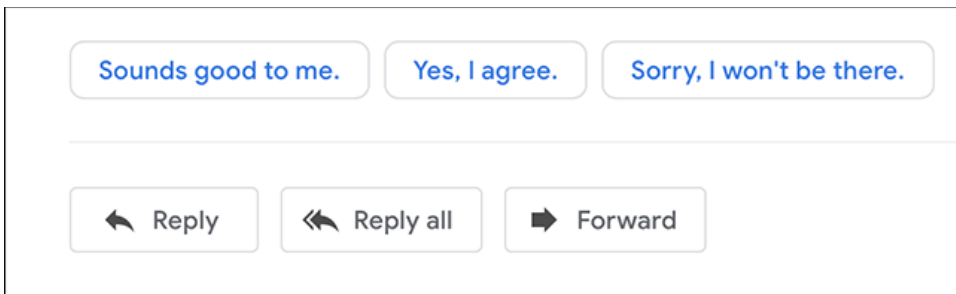 Sounds good to me. Yes, I agree. Sorry, I won't be there.
Reply Reply all Forward